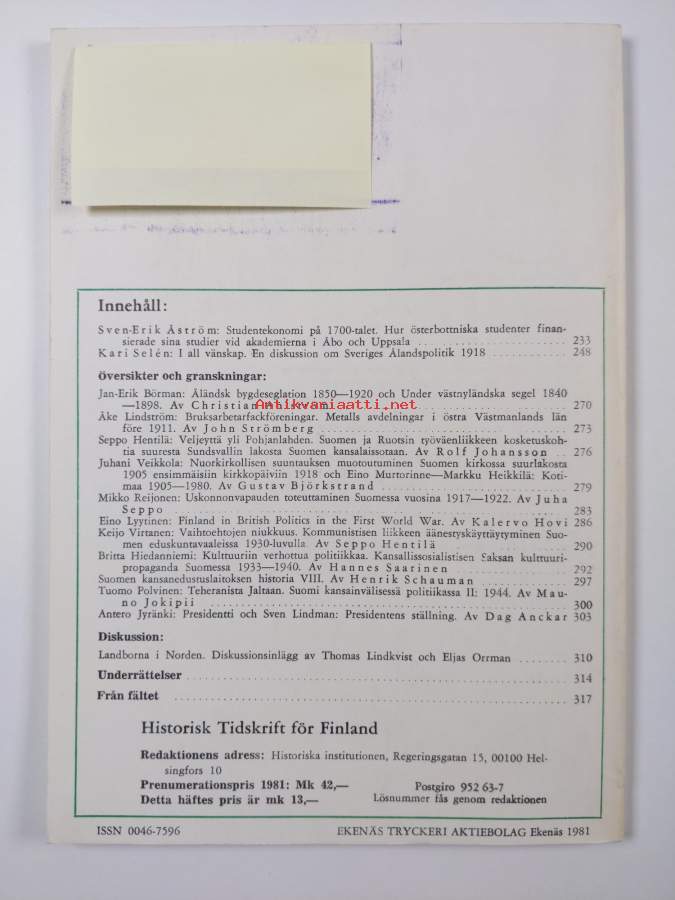 Innehåll:
Sven-Erik Åström: Studentekonomi på 1700-talet. Hur österbottniska studenter finan-
sierade sina studier vid akademierna i Åbo och Uppsala 233
Kari Selén: I all vänskap. En diskussion om Sveriges Ålandspolitik 1918 248
Översikter och granskningar:
Jan-Erik Börman: Åländsk bygdeseglation 1850—1920 och Under västnyländska segel 1840
—1898. Av Christian 270
Antikvariaatti.net
Åke Lindström: Bruksarbetarfackföreningar. Metalls avdelningar i östra Västmanlands län
före 1911. Av John Strömberg 273
Seppo Hentilä: Veljeyttä yli Pohjanlahden. Suomen ja Ruotsin työväenliikkeen kosketuskoh-
tia suuresta Sundsvallin lakosta Suomen kansalaissotaan. Av Rolf Johansson 276
Juhani Veikkola: Nuorkirkollisen suuntauksen muotoutuminen Suomen kirkossa suurlakosta
1905 ensimmäisiin kirkkopäiviin 1918 och Eino Murtorinne—Markku Heikkilä: Koti-
maa 1905—1980. Av Gustav Björkstrand 279
Mikko Reijonen: Uskonnonvapauden toteuttaminen Suomessa vuosina 1917—1922. Av Juha
Seppo 283
Eino Lyytinen: Finland in British Politics in the First World War. Av Kalervo Hovi 286
Keijo Virtanen: Vaihtoehtojen niukkuus. Kommunistisen liikkeen äänestyskäyttäytyminen Suo-
men eduskuntavaaleissa 1930-luvulla. Av Seppo Hentilä 290
Britta Hiedanniemi: Kulttuuriin verhottua politiikkaa. Kansallissosialistisen Saksan kulttuuri-
propaganda Suomessa 1933—1940. Av Hannes Saarinen 292
Suomen kansanedustuslaitoksen historia VIII. Av Henrik Schauman 297
Tuomo Polvinen: Teheranista Jaltaan. Suomi kansainvälisessä politiikassa II: 1944. Av Mau-
no Jokipii 300
Antero Jyränki: Presidentti och Sven Lindman: Presidentens ställning. Av Dag Anckar 303
Diskussion:
Landborna i Norden. Diskussionsinlägg av Thomas Lindkvist och Eljas Orrman 310
Underrättelser 314
Från fältet 317
Historisk Tidskrift för Finland
Redaktionens adress: Historiska institutionen, Regeringsgatan 15, 00100 Hel-
singfors 10
Prenumerationspris 1981: Mk 42,— Postgiro 952 63-7
Detta häftes pris är mk 13,— Lösnummer fås genom redaktionen
ISSN 0046-7596 EKENÄS TRYCKERI AKTIEBOLAG Ekenäs 1981